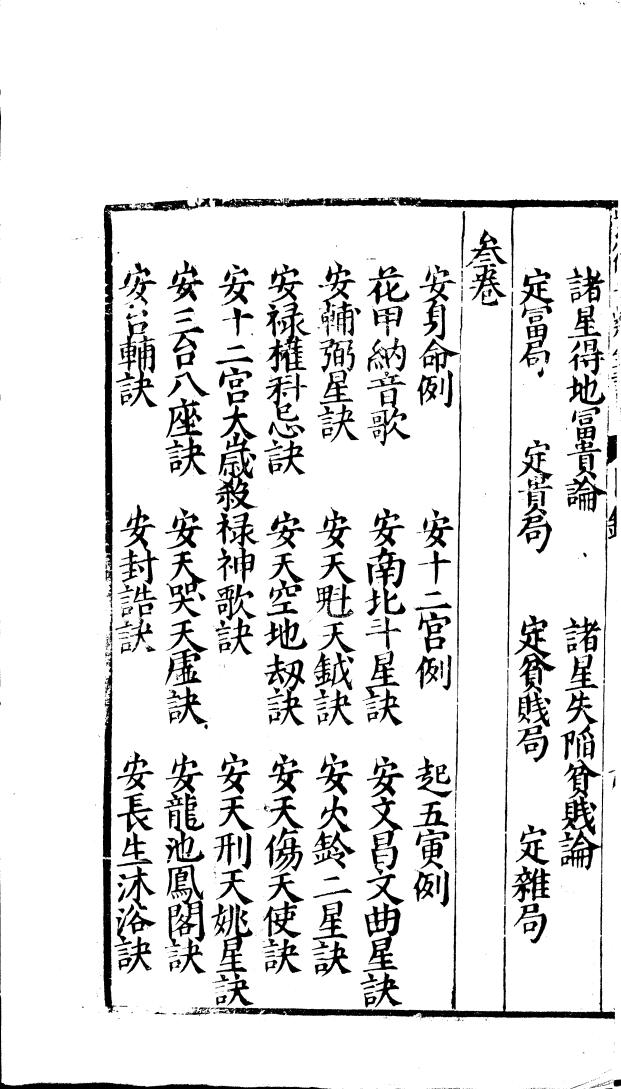 諸星得地富貴論 諸星失陷貧賤論
定富局 定貴局 定貧賤局 定雜局
叁卷
安身命例 安十二宮例 起五寅例
花甲納音歌 安南北斗星訣 安文昌文曲星訣
安輔弼星訣 安天魁天鉞訣 安火鈴二星訣
安祿權科忌訣 安天空地刼訣 安天傷天使訣
安十二宮太歲殺祿神歌訣 安天刑天姚星訣
安三台八座訣 安天哭天虛訣 安龍池鳳閣訣
安台輔訣 安封誥訣 安長生沐浴訣